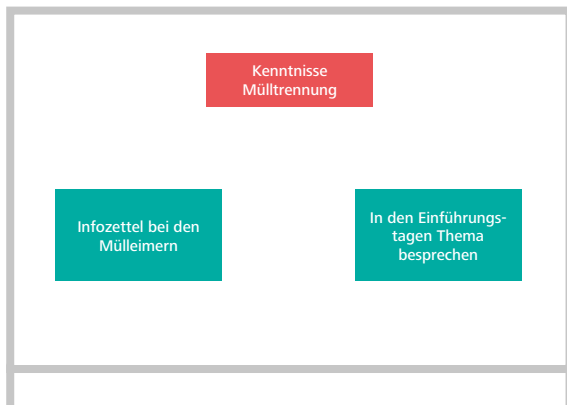 Kenntnisse
Mülltrennung
Infozettel bei den
Mülleimern
In den Einführungs-
tagen Thema
besprechen